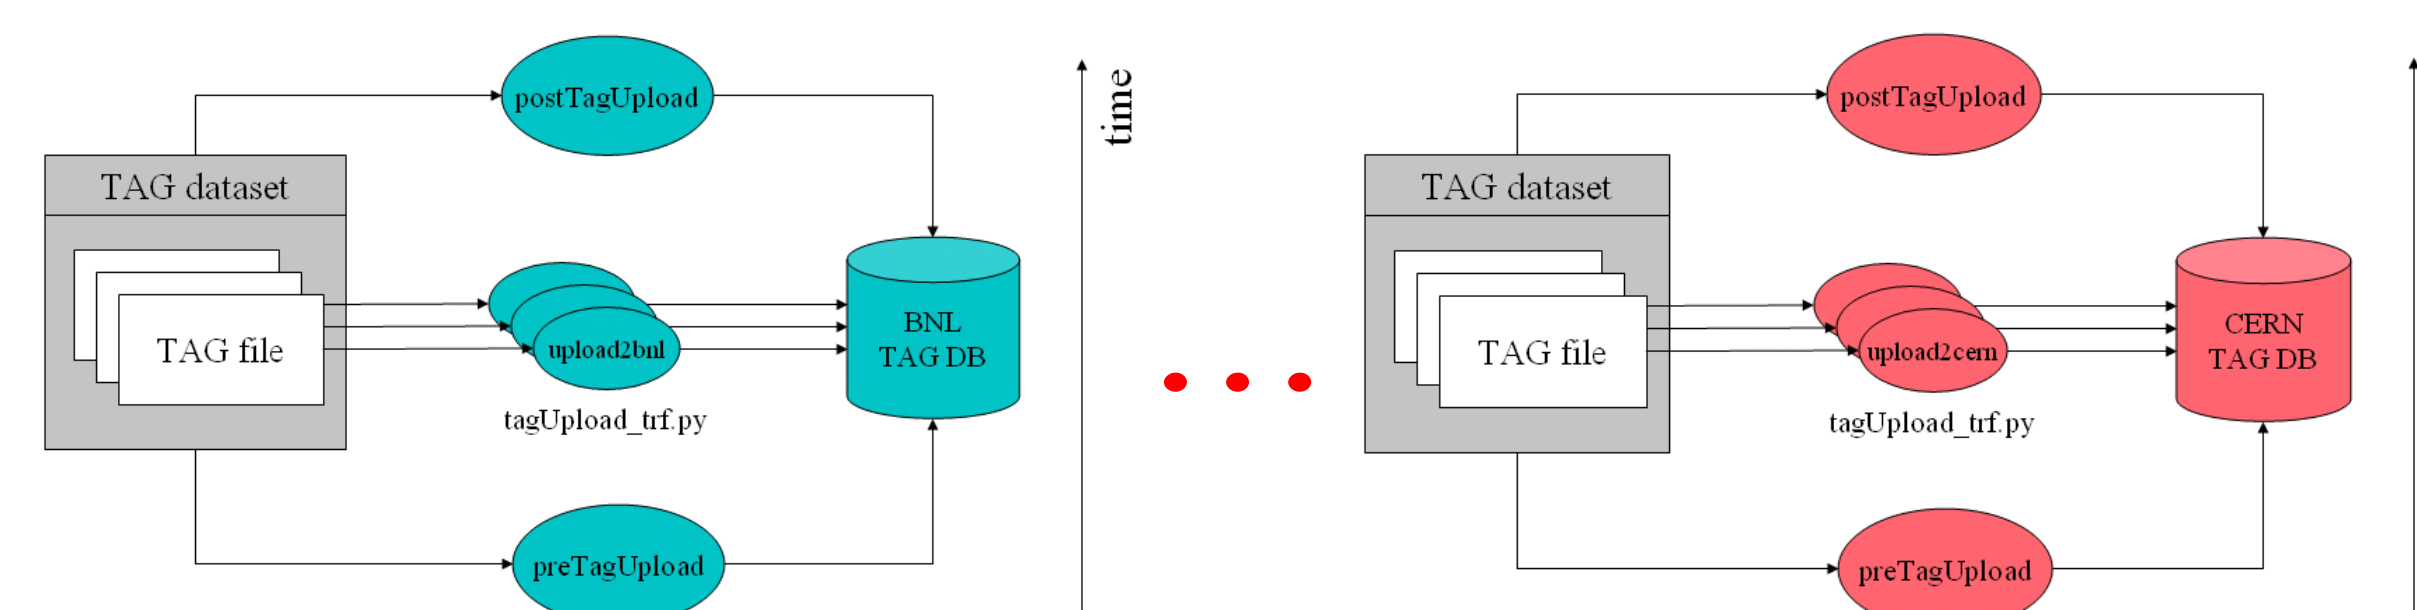 postTagUpload
TAG dataset
TAG file
upload2bnl
tagUpload_trf.py
BNL
TAG DB
preTagUpload
time
postTagUpload
TAG dataset
TAG file
upload2cern
tagUpload_trf.py
CERN
TAG DB
preTagUpload